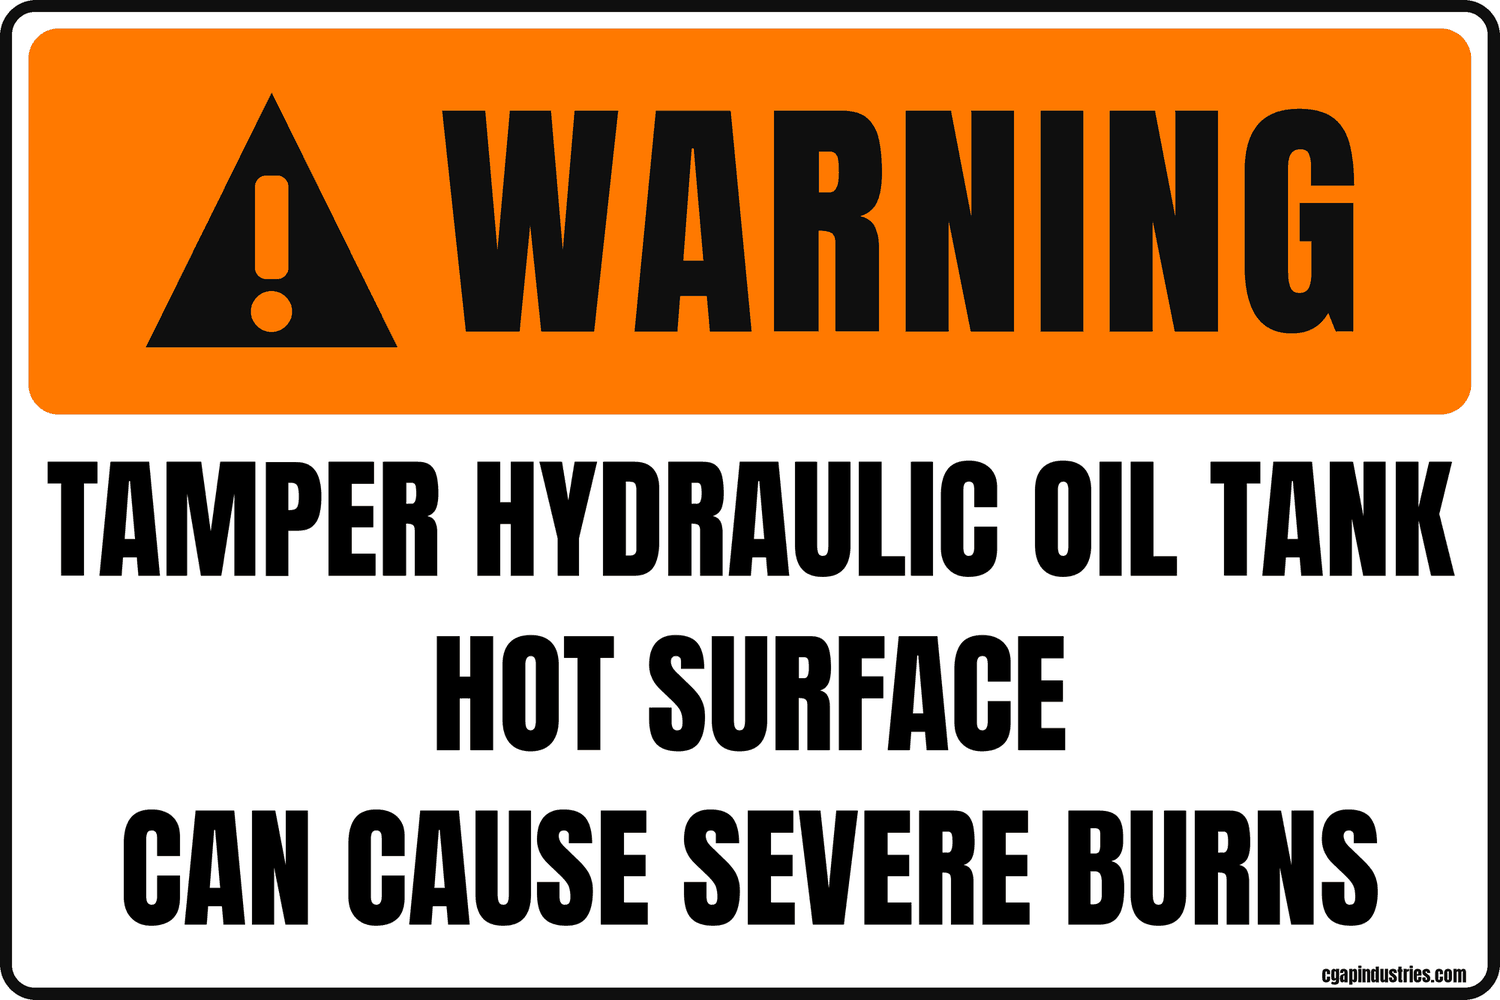 WARNING
TAMPER HYDRAULIC OIL TANK
HOT SURFACE
CAN CAUSE SEVERE BURNS
cgapindustries.com